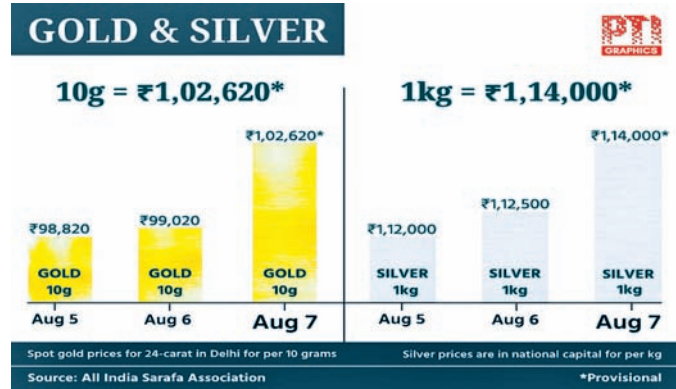 GOLD & SILVER
PTI
GRAPHICS
10g = ₹1,02,620*
₹98,820
₹99,020
₹1,02,620*
GOLD
10g
GOLD
10g
GOLD
10g
Aug 5
Aug 6
Aug 7
1kg = ₹1,14,000*
₹1,12,000
₹1,12,500
₹1,14,000*
SILVER
1kg
SILVER
1kg
SILVER
1kg
Aug 5
Aug 6
Aug 7
Spot gold prices for 24-carat in Delhi for per 10 grams
Silver prices are in national capital for per kg
Source: All India Sarafa Association
*Provisional